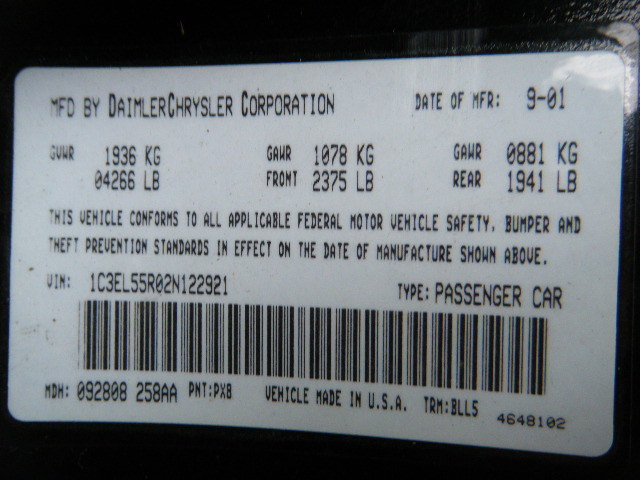 MFD BY DAIMLERCHRYSLER CORPORATION DATE OF MFR: 9-01
GVWR 1936 KG GAWR 1078 KG GAWR 0881 KG
04266 LB FRONT 2375 LB REAR 1941 LB
THIS VEHICLE CONFORMS TO ALL APPLICABLE FEDERAL MOTOR VEHICLE SAFETY, BUMPER AND
THEFT PREVENTION STANDARDS IN EFFECT ON THE DATE OF MANUFACTURE SHOWN ABOVE.
VIN: 1C3EL55R02N122921 TYPE: PASSENGER CAR
MDH: 092808 258AA PNT:PX8 VEHICLE MADE IN U.S.A. TRM:BLL5 4648102